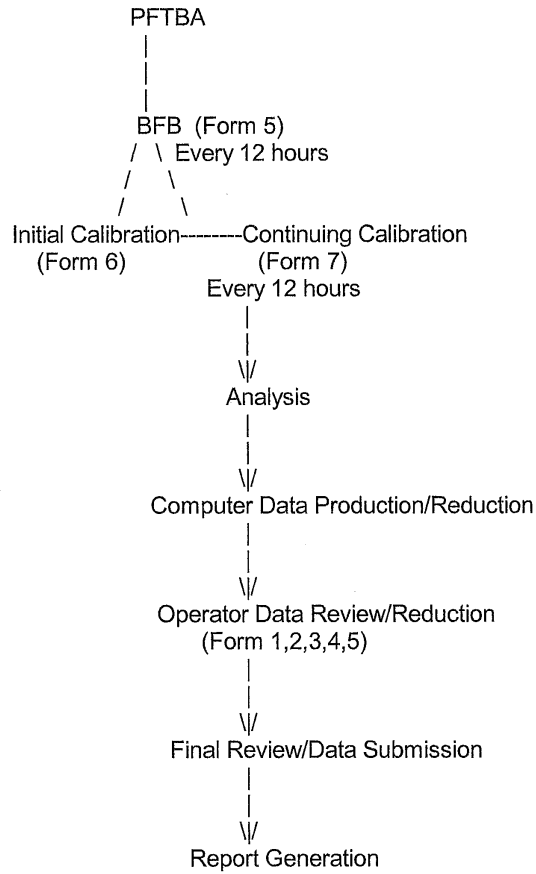 PFTBA
BFB (Form 5)
Every 12 hours
Initial Calibration--------Continuing Calibration
(Form 6) (Form 7)
Every 12 hours
Analysis
Computer Data Production/Reduction
Operator Data Review/Reduction
(Form 1,2,3,4,5)
Final Review/Data Submission
Report Generation